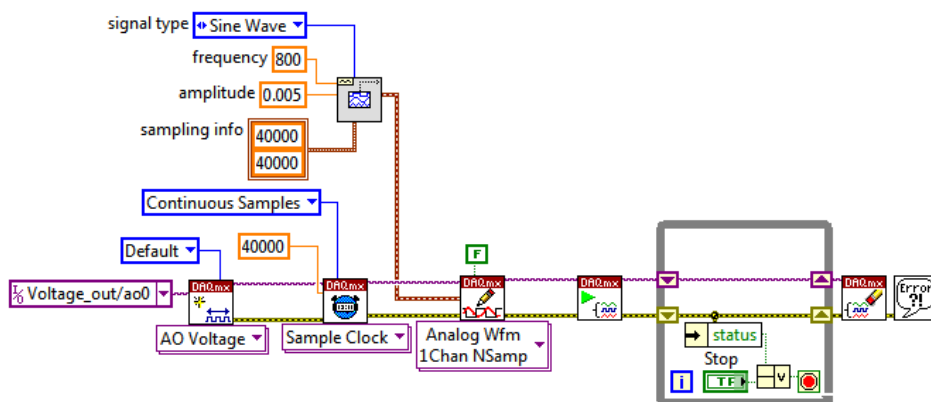 signal type
Sine Wave
frequency
800
amplitude
0.005
sampling info
40000
40000
Continuous Samples
40000
Default
F
I/O Voltage_out/ao0
DAQmx
DAQmx
DAQmx
DAQmx
DAQmx
Error
?!
AO Voltage
Sample Clock
Analog Wfm
1Chan NSamp
status
Stop
i
TF
V